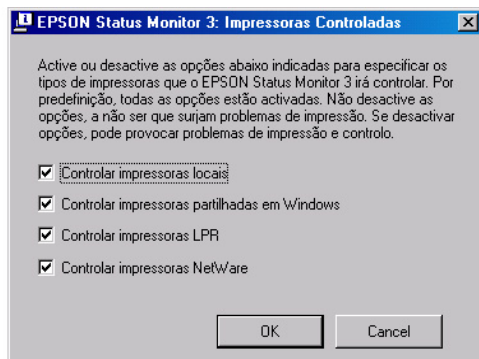 EPSON Status Monitor 3: Impressoras Controladas
Active ou desactive as opções abaixo indicadas para especificar os
tipos de impressoras que o EPSON Status Monitor 3 irá controlar. Por
predefinição, todas as opções estão activadas. Não desactive as
opções, a não ser que surjam problemas de impressão. Se desactivar
opções, pode provocar problemas de impressão e controlo.
Controlar impressoras locais
Controlar impressoras partilhadas em Windows
Controlar impressoras LPR
Controlar impressoras NetWare
OK
Cancel